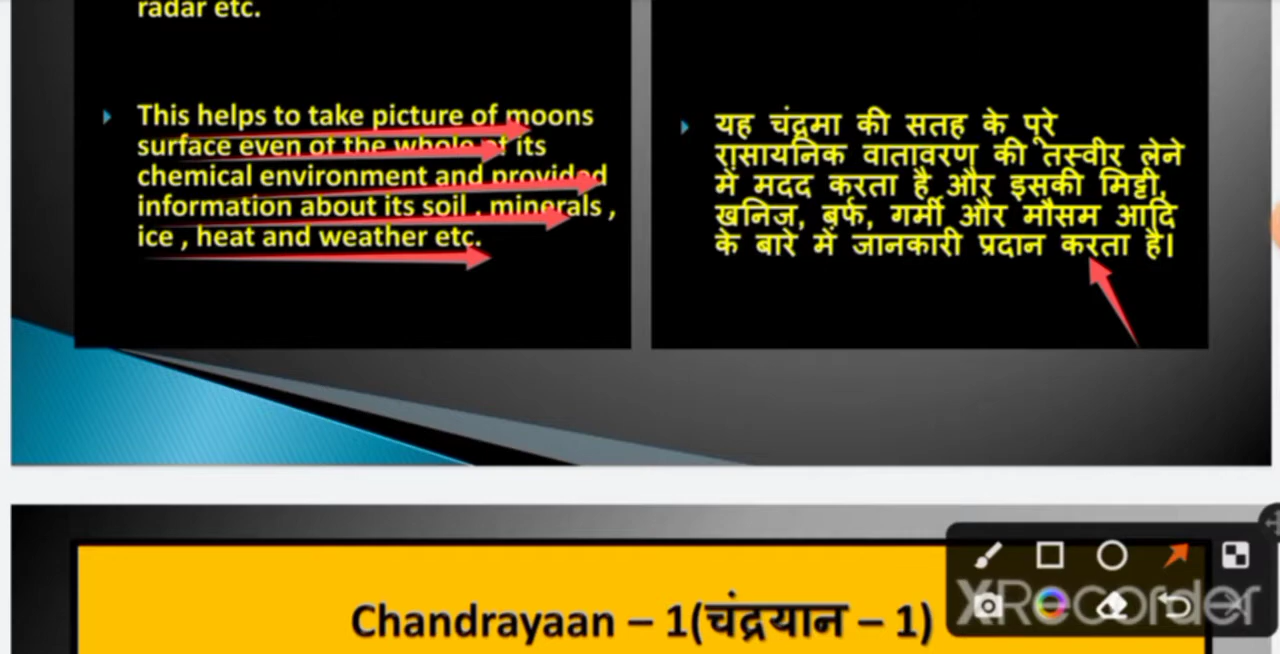 radar etc.
This helps to take picture of moons
surface even of the whole of its
chemical environment and provided
information about its soil , minerals ,
ice , heat and weather etc.
यह चंद्रमा की सतह के पूरे
रासायनिक वातावरण की तस्वीर लेने
में मदद करता है और इसकी मिट्टी,
खनिज, बर्फ, गर्मी और मौसम आदि
के बारे में जानकारी प्रदान करता है।
Chandrayaan – 1(चंद्रयान – 1)
XRecorder